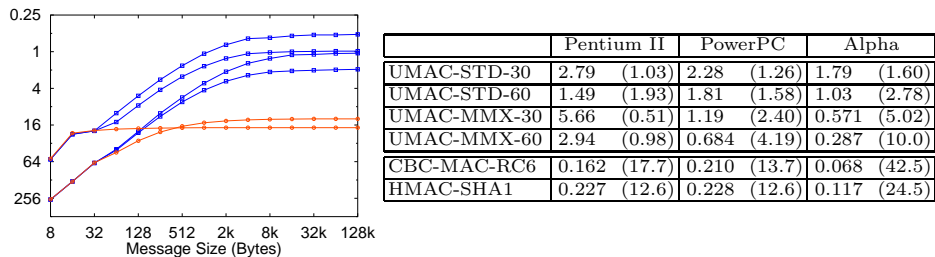 0.25
1
4
16
64
256
8 32 128 512 2k 8k 32k 128k
Message Size (Bytes)
Pentium II PowerPC Alpha
UMAC-STD-30 2.79 (1.03) 2.28 (1.26) 1.79 (1.60)
UMAC-STD-60 1.49 (1.93) 1.81 (1.58) 1.03 (2.78)
UMAC-MMX-30 5.66 (0.51) 1.19 (2.40) 0.571 (5.02)
UMAC-MMX-60 2.94 (0.98) 0.684 (4.19) 0.287 (10.0)
CBC-MAC-RC6 0.162 (17.7) 0.210 (13.7) 0.068 (42.5)
HMAC-SHA1 0.227 (12.6) 0.228 (12.6) 0.117 (24.5)